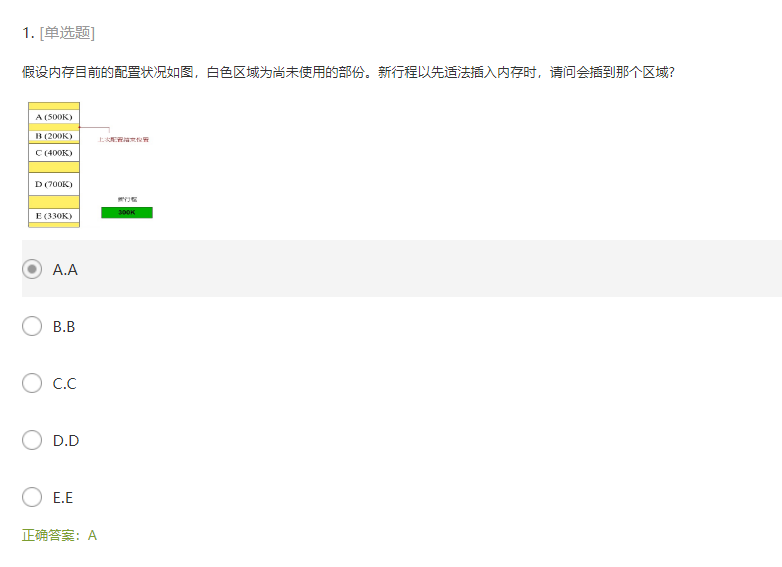 1. [单选题]
假设内存目前的配置状况如图，白色区域为尚未使用的部份。新行程以先适法插入内存时，请问会插到那个区域?
A (500K)
B (200K)
上次配置结束位置
C (400K)
D (700K)
新行程
300K
E (330K)
A.A
B.B
C.C
D.D
E.E
正确答案：A